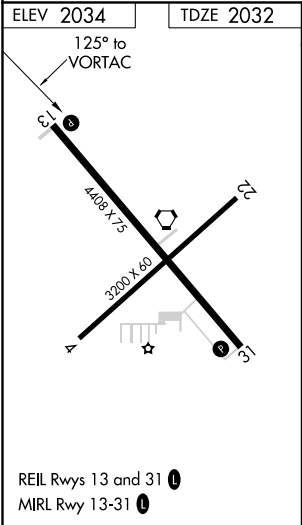 ELEV 2034
TDZE 2032
125° to
VORTAC
13
P
4408 X 75
22
3200 X 60
4
P
31
REIL Rwys 13 and 31 L
MIRL Rwy 13-31 L